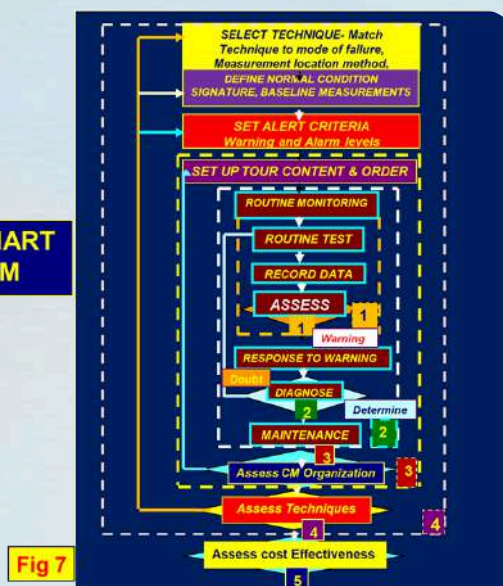 SELECT TECHNIQUE- Match
Technique to mode of failure,
Measurement location method,
DEFINE NORMAL CONDITION
SIGNATURE, BASELINE MEASUREMENTS
SET ALERT CRITERIA
Warning and Alarm levels
SET UP TOUR CONTENT & ORDER
ROUTINE MONITORING
ROUTINE TEST
HART
M
RECORD DATA
ASSESS
1
1
Warning
RESPONSE TO WARNING
Doubt
DIAGNOSE
2
Determine
2
MAINTENANCE
3
Assess CM Organization
3
Assess Techniques
4
4
Assess cost Effectiveness
Fig 7
5